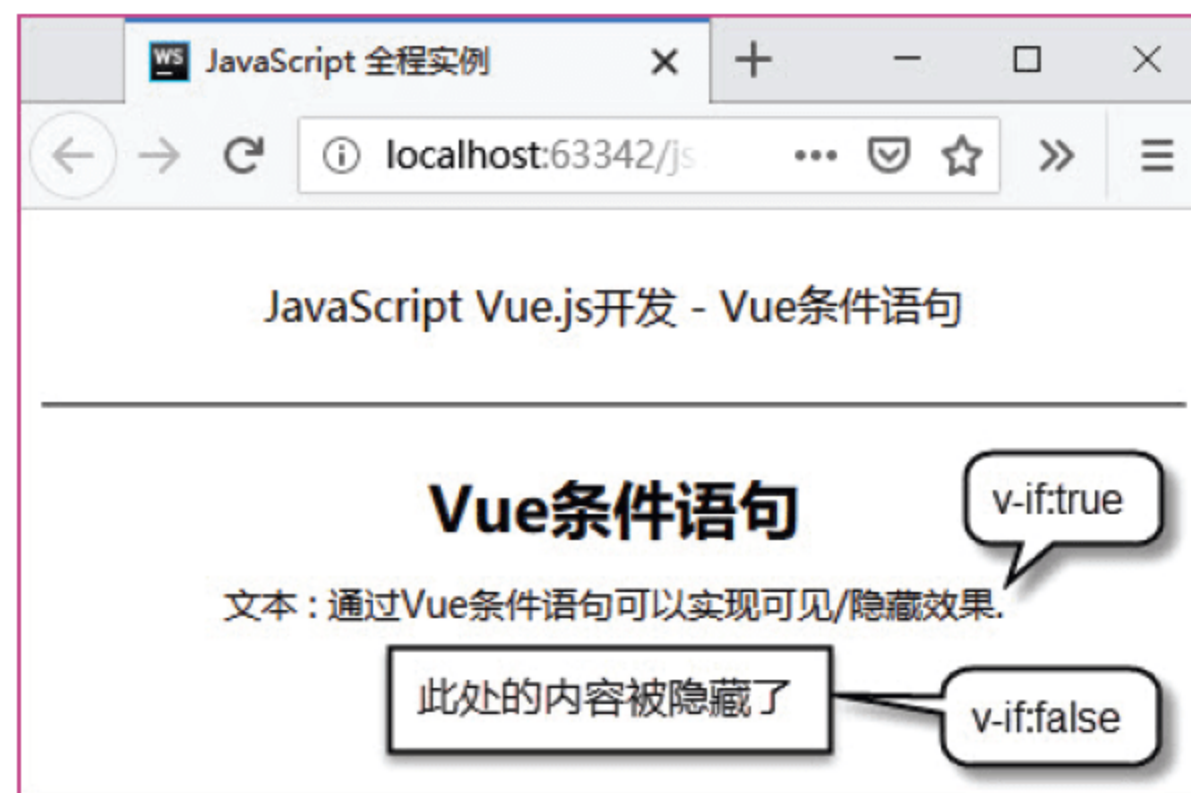 WS JavaScript 全程实例
localhost:63342/js
JavaScript Vue.js开发 - Vue条件语句
Vue条件语句
v-if:true
文本 : 通过Vue条件语句可以实现可见/隐藏效果.
此处的内容被隐藏了
v-if:false